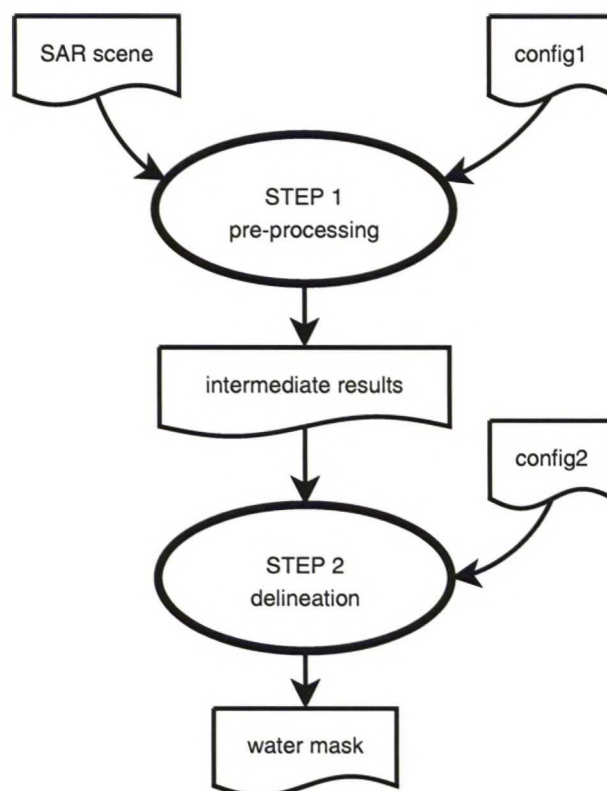 SAR scene
config1
STEP 1
pre-processing
intermediate results
config2
STEP 2
delineation
water mask